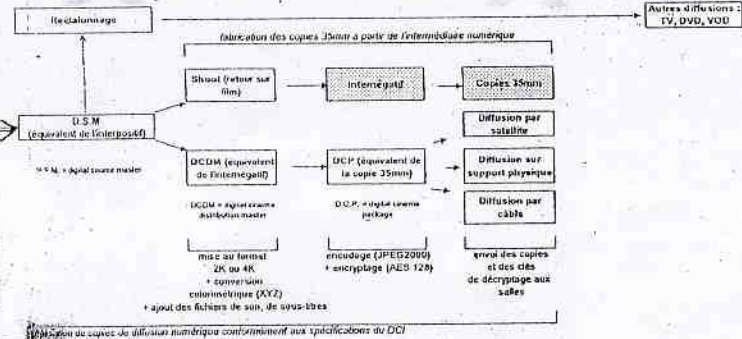 Réétalonnage
Autres diffusions :
TV, DVD, VOD
fabrication des copies 35mm à partir de l'intermédiaire numérique
Shoot (retour sur
film)
Internégatif
Copies 35mm
D.S.M
(équivalent de l'interpositif)
D.S.M. = digital source master
DCDM (équivalent
de l'internégatif)
DCDM = digital cinema
distribution master
DCP (équivalent de
la copie 35mm)
D.C.P. = digital cinema
package
Diffusion par
satellite
Diffusion sur
support physique
Diffusion par
câble
mise au format
2K ou 4K
+ conversion
colorimétrique (XYZ)
+ ajout des fichiers de son, de sous-titres
encodage (JPEG2000)
+ encryptage (AES 128)
envoi des copies
et des clés
de décryptage aux
salles
de copies de diffusion numérique conformément aux spécifications du DCI